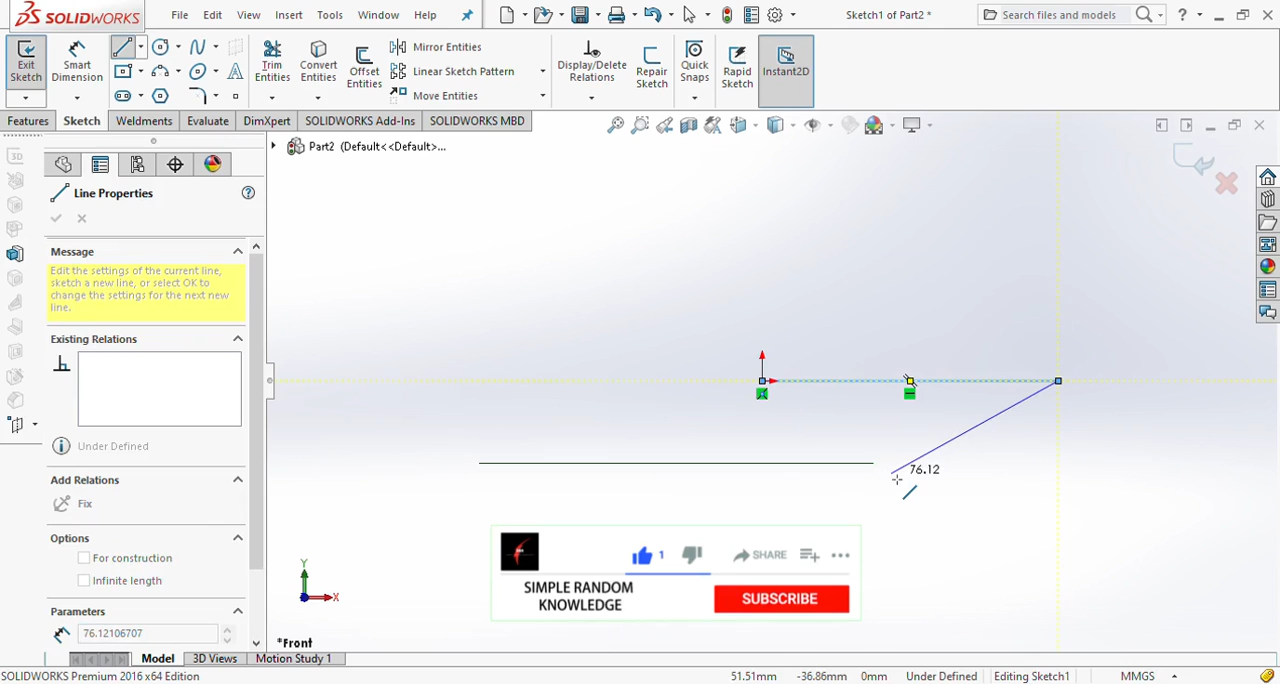 SOLIDWORKS
File Edit View Insert Tools Window Help
Sketch1 of Part2 *
Search files and models
Exit Sketch
Smart Dimension
Trim Entities
Convert Entities
Offset Entities
Mirror Entities
Linear Sketch Pattern
Move Entities
Display/Delete Relations
Repair Sketch
Quick Snaps
Rapid Sketch
Instant2D
Features Sketch Weldments Evaluate DimXpert SOLIDWORKS Add-Ins SOLIDWORKS MBD
Part2 (Default<<Default>...
Line Properties
Message
Edit the settings of the current line,
sketch a new line, or select OK to
change the settings for the next new
line.
Existing Relations
Under Defined
Add Relations
Fix
Options
For construction
Infinite length
Parameters
76.12106707
76.12
1 SHARE
SIMPLE RANDOM
KNOWLEDGE
SUBSCRIBE
Y
X
*Front
Model 3D Views Motion Study 1
SOLIDWORKS Premium 2016 x64 Edition
51.51mm -36.86mm 0mm Under Defined Editing Sketch1 MMGS